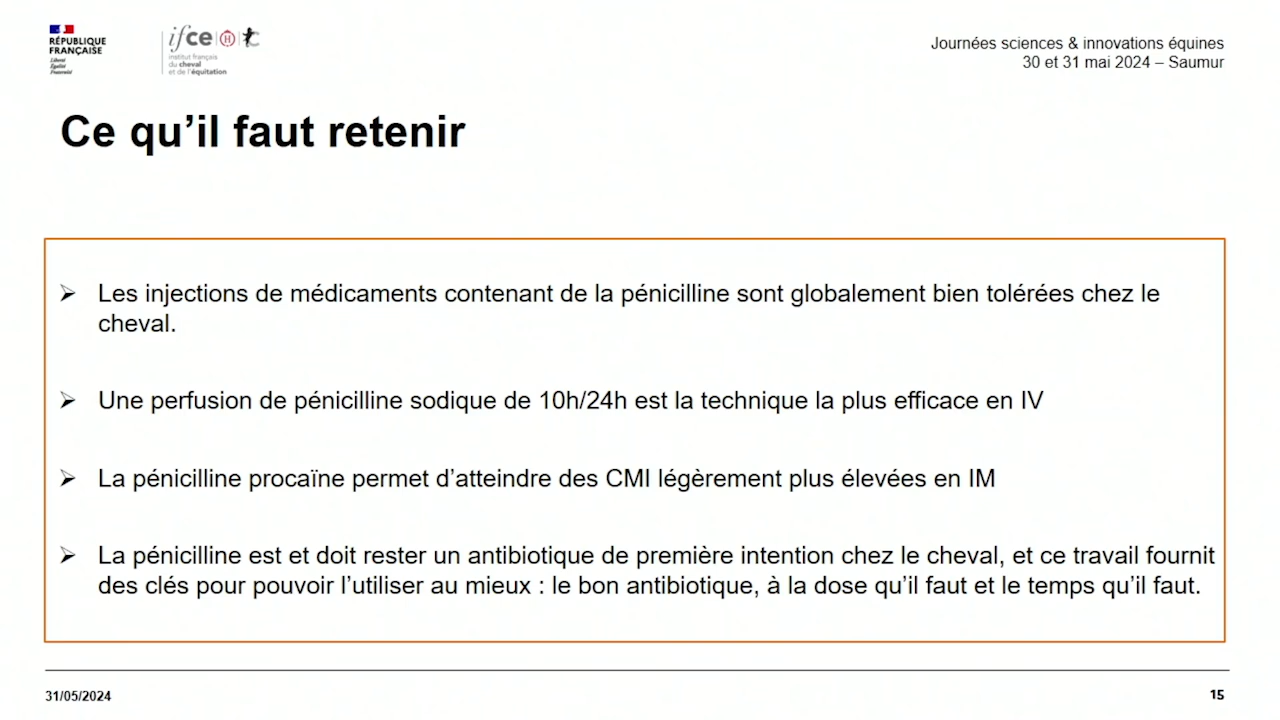 RÉPUBLIQUE
FRANÇAISE
Liberté
Égalité
Fraternité
ifce
institut français
du cheval
et de l'équitation
Journées sciences & innovations équines
30 et 31 mai 2024 – Saumur
Ce qu’il faut retenir
Les injections de médicaments contenant de la pénicilline sont globalement bien tolérées chez le
cheval.
Une perfusion de pénicilline sodique de 10h/24h est la technique la plus efficace en IV
La pénicilline procaïne permet d’atteindre des CMI légèrement plus élevées en IM
La pénicilline est et doit rester un antibiotique de première intention chez le cheval, et ce travail fournit
des clés pour pouvoir l’utiliser au mieux : le bon antibiotique, à la dose qu’il faut et le temps qu’il faut.
31/05/2024
15